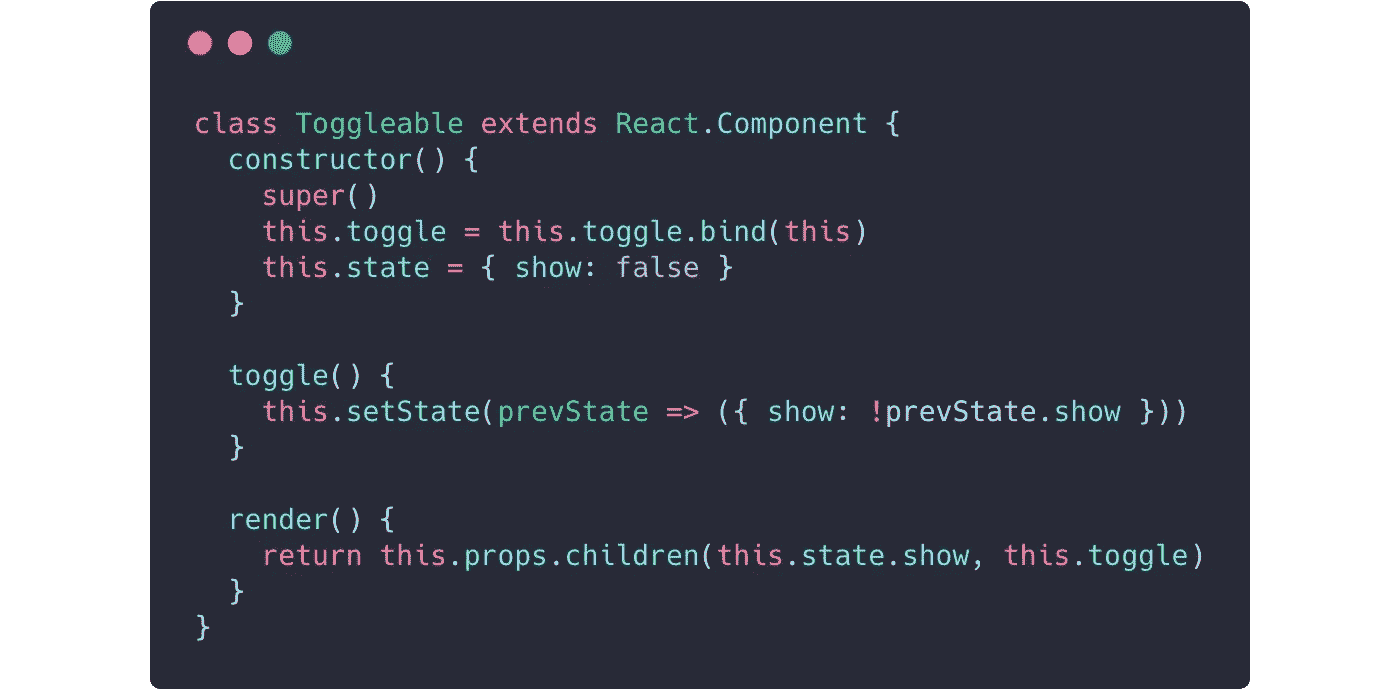 class Toggleable extends React.Component {
  constructor() {
    super()
    this.toggle = this.toggle.bind(this)
    this.state = { show: false }
  }

  toggle() {
    this.setState(prevState => ({ show: !prevState.show }))
  }

  render() {
    return this.props.children(this.state.show, this.toggle)
  }
}